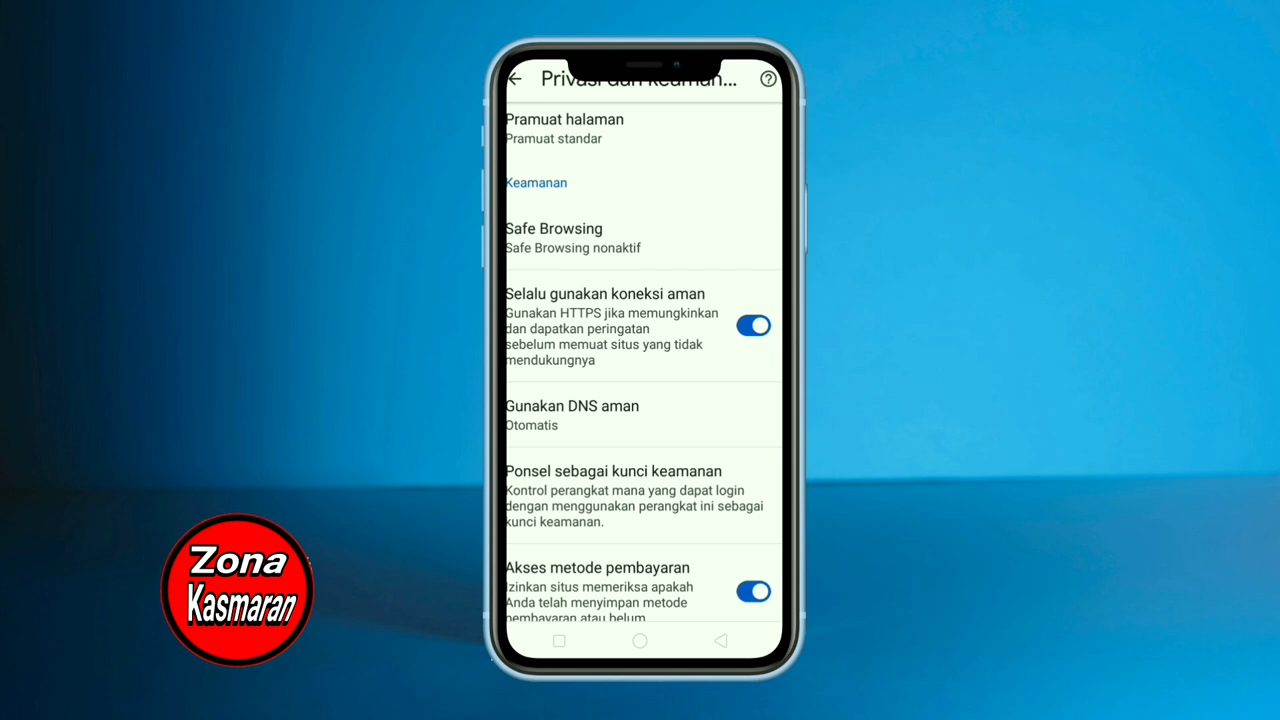 Privasi dan keaman...
Pramuat halaman
Pramuat standar
Keamanan
Safe Browsing
Safe Browsing nonaktif
Selalu gunakan koneksi aman
Gunakan HTTPS jika memungkinkan
dan dapatkan peringatan
sebelum memuat situs yang tidak
mendukungnya
Gunakan DNS aman
Otomatis
Ponsel sebagai kunci keamanan
Kontrol perangkat mana yang dapat login
dengan menggunakan perangkat ini sebagai
kunci keamanan.
Akses metode pembayaran
Izinkan situs memeriksa apakah
Anda telah menyimpan metode
pembayaran atau belum
Zona
Kasmaran